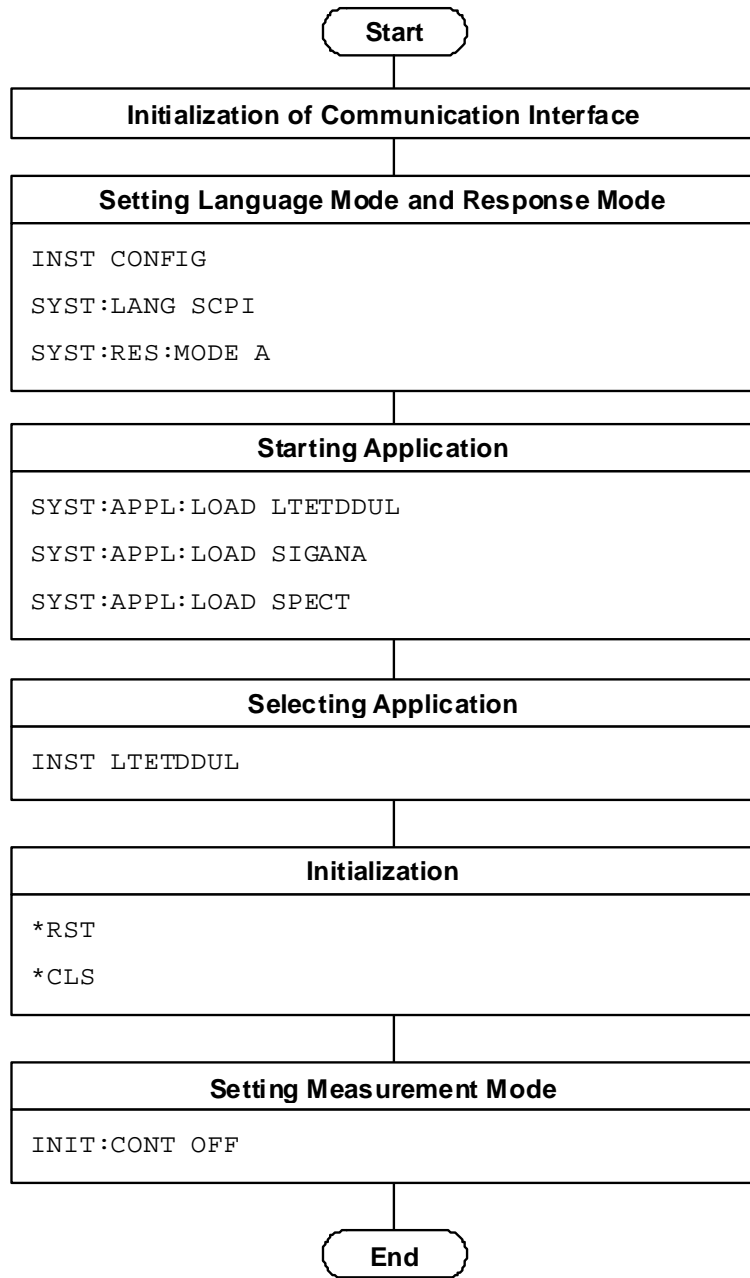 Start
Initialization of Communication Interface
Setting Language Mode and Response Mode
INST CONFIG
SYST:LANG SCPI
SYST:RES:MODE A
Starting Application
SYST:APPL:LOAD LTETDDUL
SYST:APPL:LOAD SIGANA
SYST:APPL:LOAD SPECT
Selecting Application
INST LTETDDUL
Initialization
*RST
*CLS
Setting Measurement Mode
INIT:CONT OFF
End